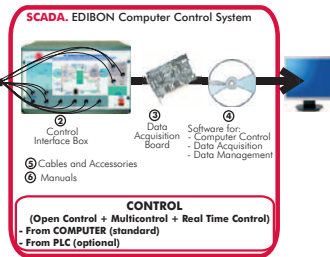 SCADA. EDIBON Computer Control System
2
Control
Interface Box
3
Data
Acquisition
Board
4
Software for:
- Computer Control
- Data Acquisition
- Data Management
5 Cables and Accessories
6 Manuals
CONTROL
(Open Control + Multicontrol + Real Time Control)
- From COMPUTER (standard)
- From PLC (optional)